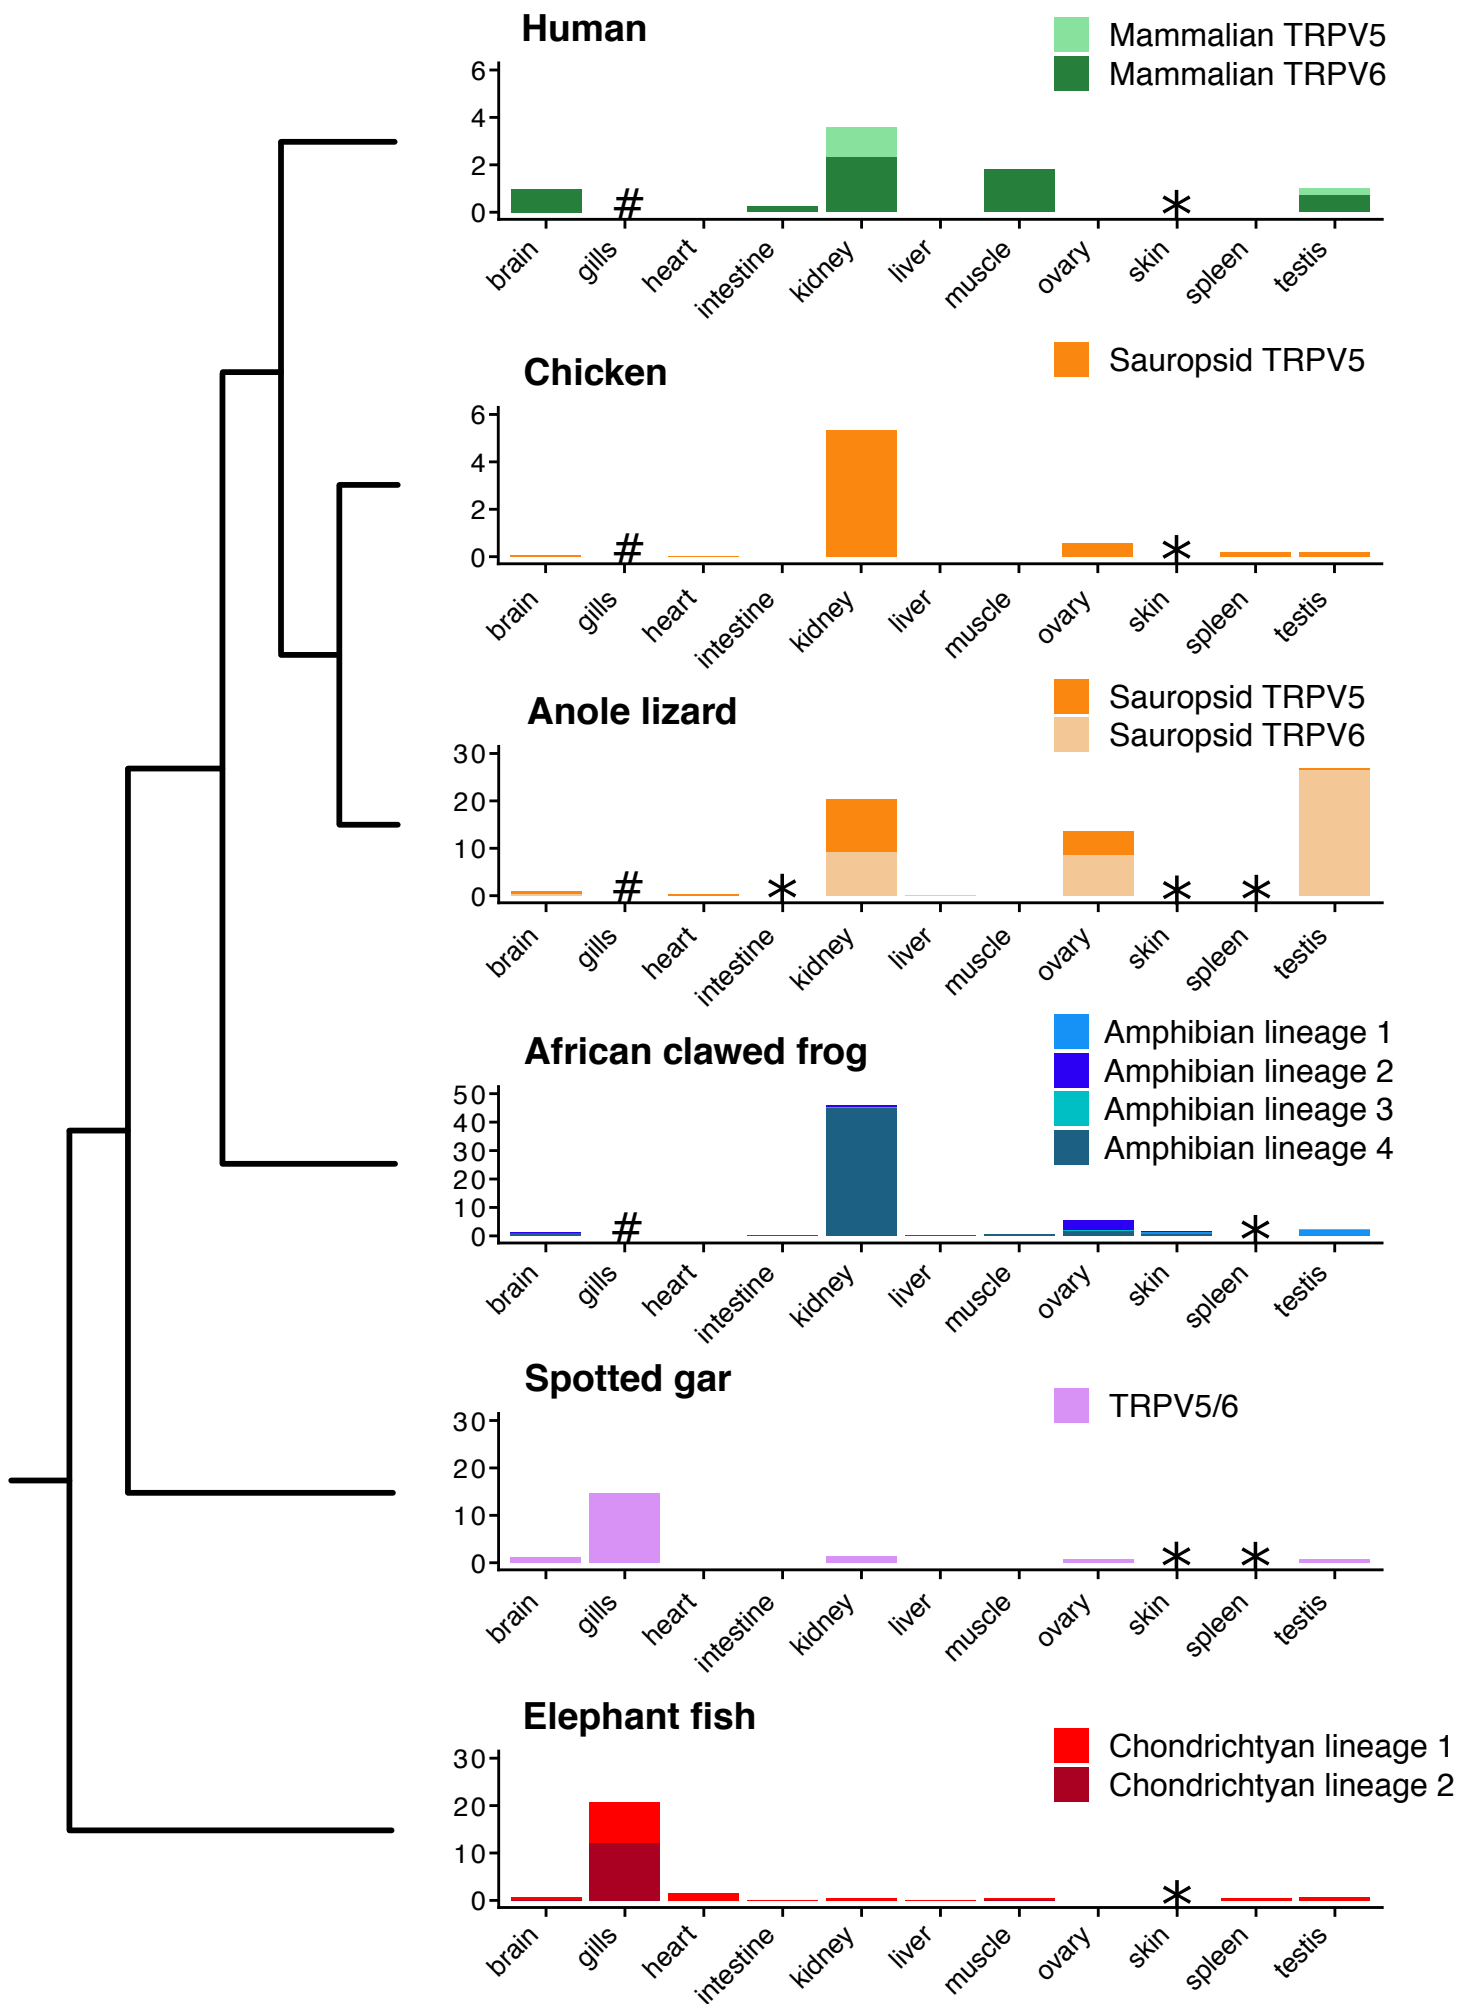 Human
Mammalian TRPV5
Mammalian TRPV6
6
4
2
0
#
*
brain gills heart intestine kidney liver muscle ovary skin spleen testis
Chicken
Sauropsid TRPV5
6
4
2
0
#
*
brain gills heart intestine kidney liver muscle ovary skin spleen testis
Anole lizard
Sauropsid TRPV5
Sauropsid TRPV6
30
20
10
0
# * * *
brain gills heart intestine kidney liver muscle ovary skin spleen testis
African clawed frog
Amphibian lineage 1
Amphibian lineage 2
Amphibian lineage 3
Amphibian lineage 4
50
40
30
20
10
0
# *
brain gills heart intestine kidney liver muscle ovary skin spleen testis
Spotted gar
TRPV5/6
30
20
10
0
* *
brain gills heart intestine kidney liver muscle ovary skin spleen testis
Elephant fish
Chondrichtyan lineage 1
Chondrichtyan lineage 2
30
20
10
0
*
brain gills heart intestine kidney liver muscle ovary skin spleen testis